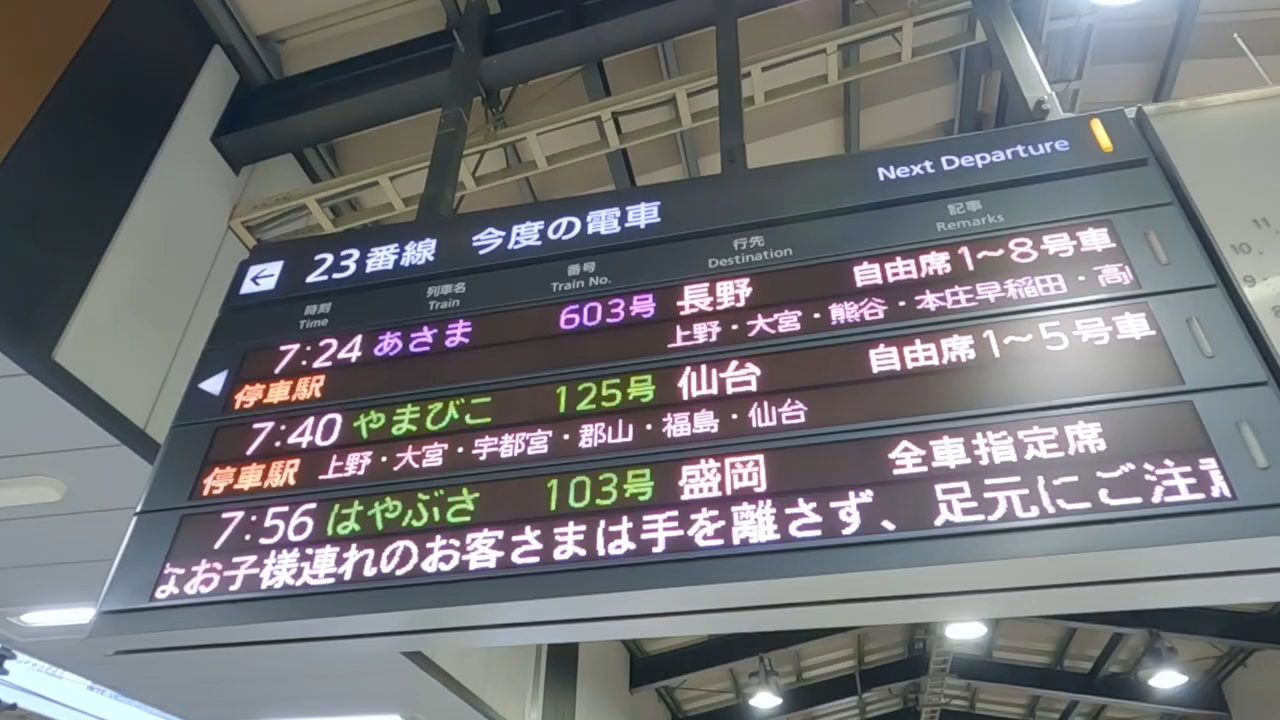 23番線 今度の電車 Next Departure
時刻 列車名 番号 行先 記事
Time Train Train No. Destination Remarks
7:24 あさま 603号 長野 自由席1~8号車
停車駅 上野・大宮・熊谷・本庄早稲田・高
7:40 やまびこ 125号 仙台 自由席1~5号車
停車駅 上野・大宮・宇都宮・郡山・福島・仙台
7:56 はやぶさ 103号 盛岡 全車指定席
なお子様連れのお客さまは手を離さず、足元にご注
11
10
9